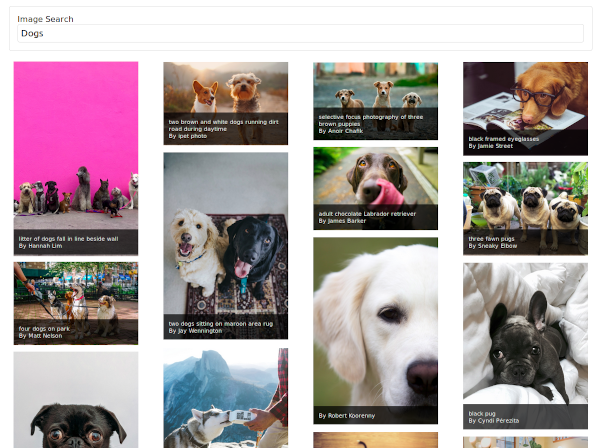 Image Search
Dogs
litter of dogs fall in line beside wall
By Hannah Lim
four dogs on park
By Matt Nelson
two brown and white dogs running dirt
road during daytime
By ipet photo
two dogs sitting on maroon area rug
By Jay Wennington
selective focus photography of three
brown puppies
By Anoir Chafik
adult chocolate Labrador retriever
By James Barker
By Robert Koorenny
black framed eyeglasses
By Jamie Street
three fawn pugs
By Sneaky Elbow
black pug
By Cyndi Perezita